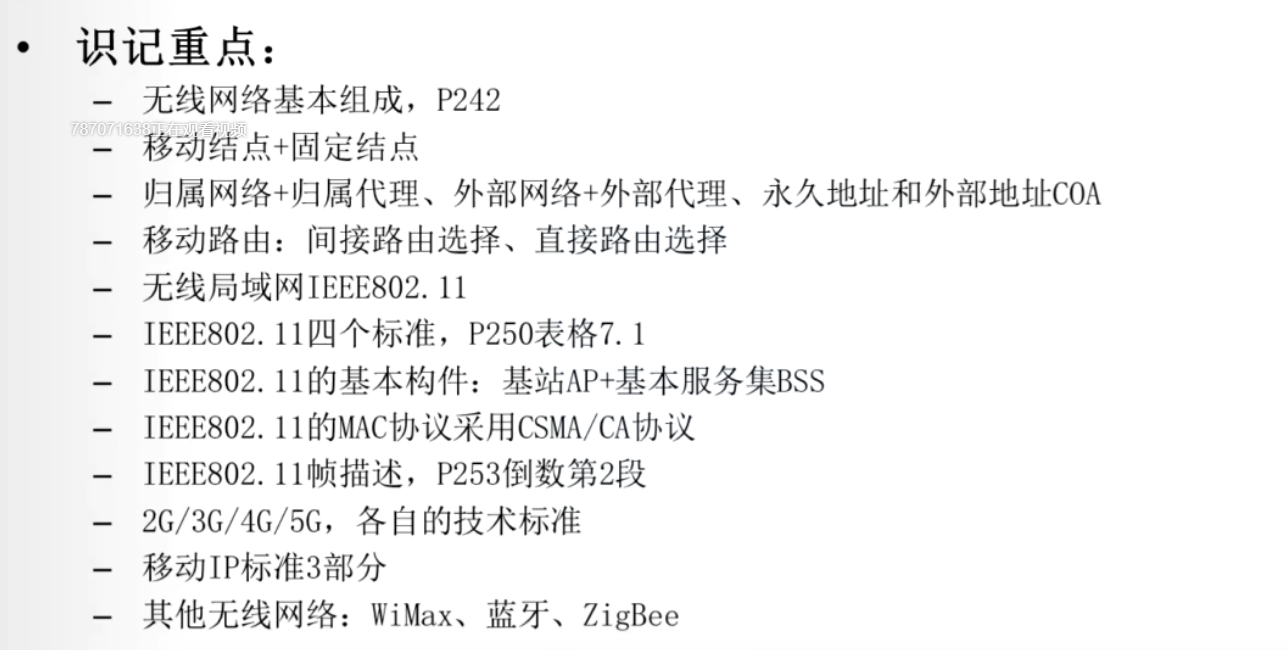 • 识记重点：
– 无线网络基本组成，P242
787071638正在观看视频
– 移动结点+固定结点
– 归属网络+归属代理、外部网络+外部代理、永久地址和外部地址COA
– 移动路由：间接路由选择、直接路由选择
– 无线局域网IEEE802.11
– IEEE802.11四个标准，P250表格7.1
– IEEE802.11的基本构件：基站AP+基本服务集BSS
– IEEE802.11的MAC协议采用CSMA/CA协议
– IEEE802.11帧描述，P253倒数第2段
– 2G/3G/4G/5G，各自的技术标准
– 移动IP标准3部分
– 其他无线网络：WiMax、蓝牙、ZigBee